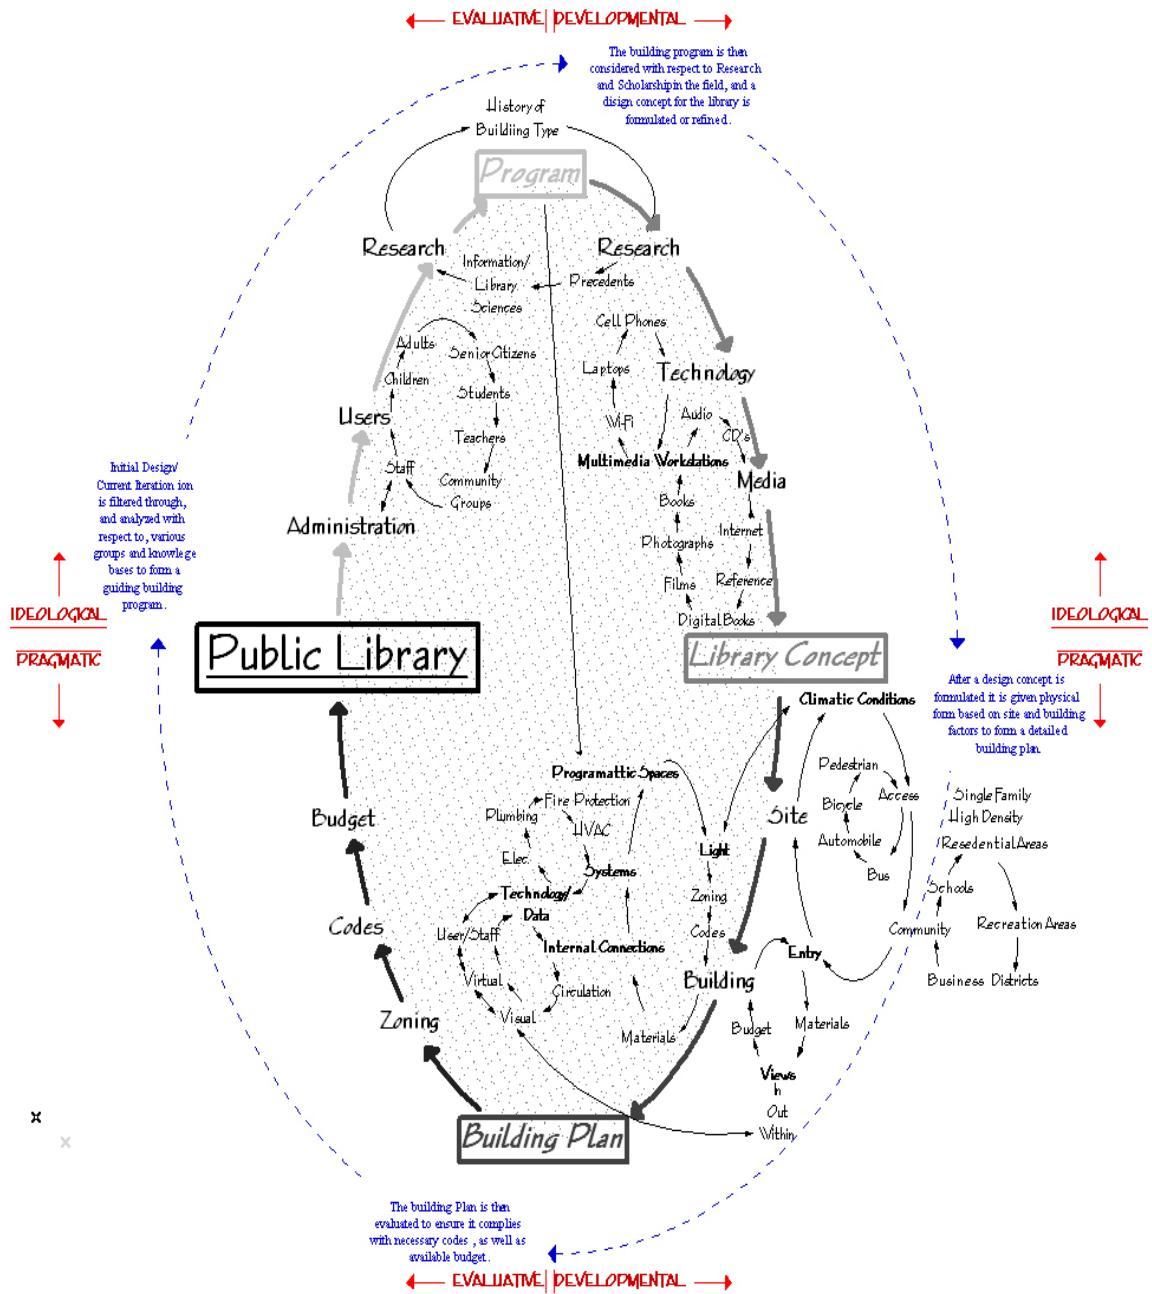 EVALUATIVE DEVELOPMENTAL
The building program is then
considered with respect to Research
and Scholarshipin the field, and a
disign concept for the library is
formulated or refined.
History of
Buildiing Type
Program
Research
Research
Information/
Library
Sciences
Precedents
Cell Phones
Adults
Senior Citizens
Laptops
Technology
Children
Students
Users
Wi-Fi
Audio
CD's
Teachers
Multimedia Workstations
Staff
Media
Community
Groups
Books
Administration
Internet
Photographs
Films
Reference
Digital Books
Initial Design/
Current Iteration ion
is filtered through,
and analyzed with
respect to, various
groups and knowlege
bases to form a
guiding building
program.
IDEOLOGICAL
PRAGMATIC
IDEOLOGICAL
PRAGMATIC
Public Library
Library Concept
Climatic Conditions
After a design concept is
formulated it is given physical
form based on site and building
factors to form a detailed
building plan.
Programattic Spaces
Pedestrian
Fire Protection
Bicycle
Access
Single Family
Plumbing
Budget
Site
High Density
HVAC
Automobile
Resedential Areas
Elec.
Light
Systems
Bus
Schools
Technology/
Data
Zoning
Codes
User/Staff
Codes
Community
Recreation Areas
Internal Connections
Entry
Virtual
Building
Business Districts
Circulation
Zoning
Visual
Budget
Materials
Materials
Views
In
Out
Within
Building Plan
The building Plan is then
evaluated to ensure it complies
with necessary codes , as well as
available budget.
EVALUATIVE DEVELOPMENTAL